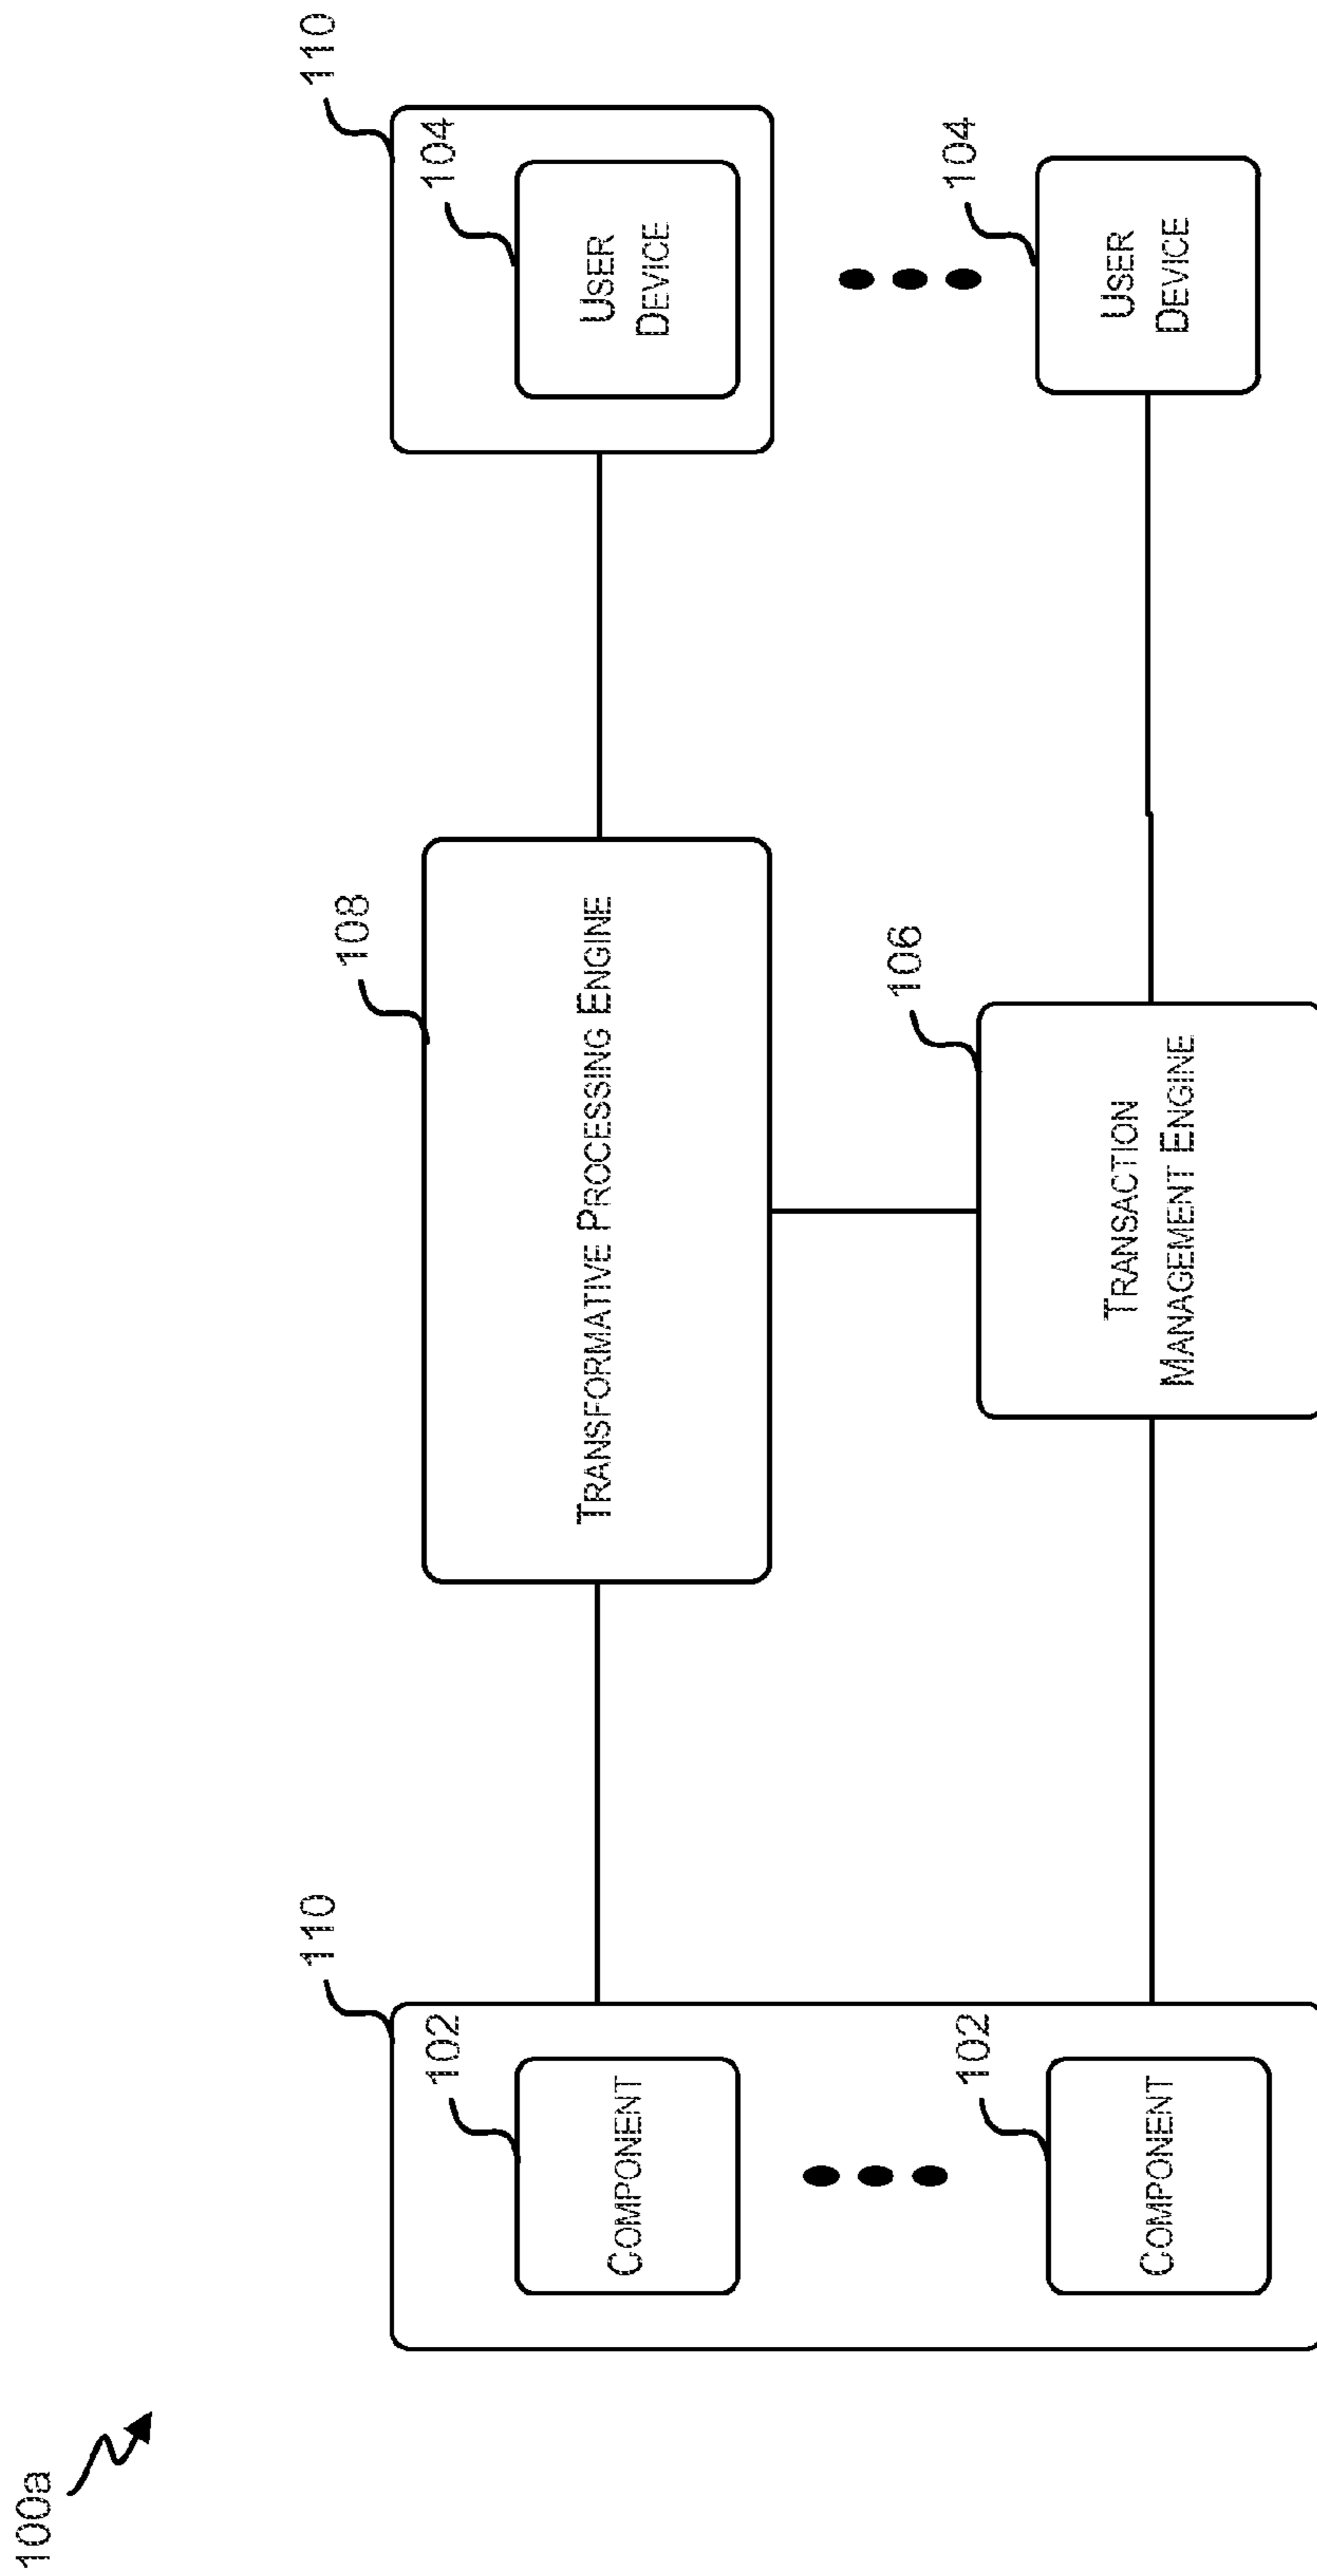 100a
110
102
COMPONENT
102
COMPONENT
108
TRANSFORMATIVE PROCESSING ENGINE
106
TRANSACTION
MANAGEMENT ENGINE
110
104
USER
DEVICE
104
USER
DEVICE